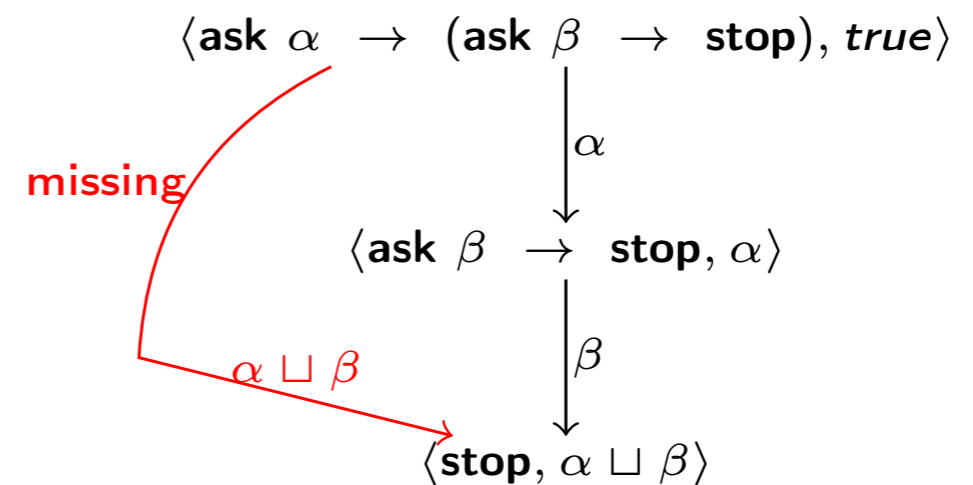 ⟨ask α → (ask β → stop), true⟩
α
missing
⟨ask β → stop, α⟩
β
α ⊔ β
⟨stop, α ⊔ β⟩